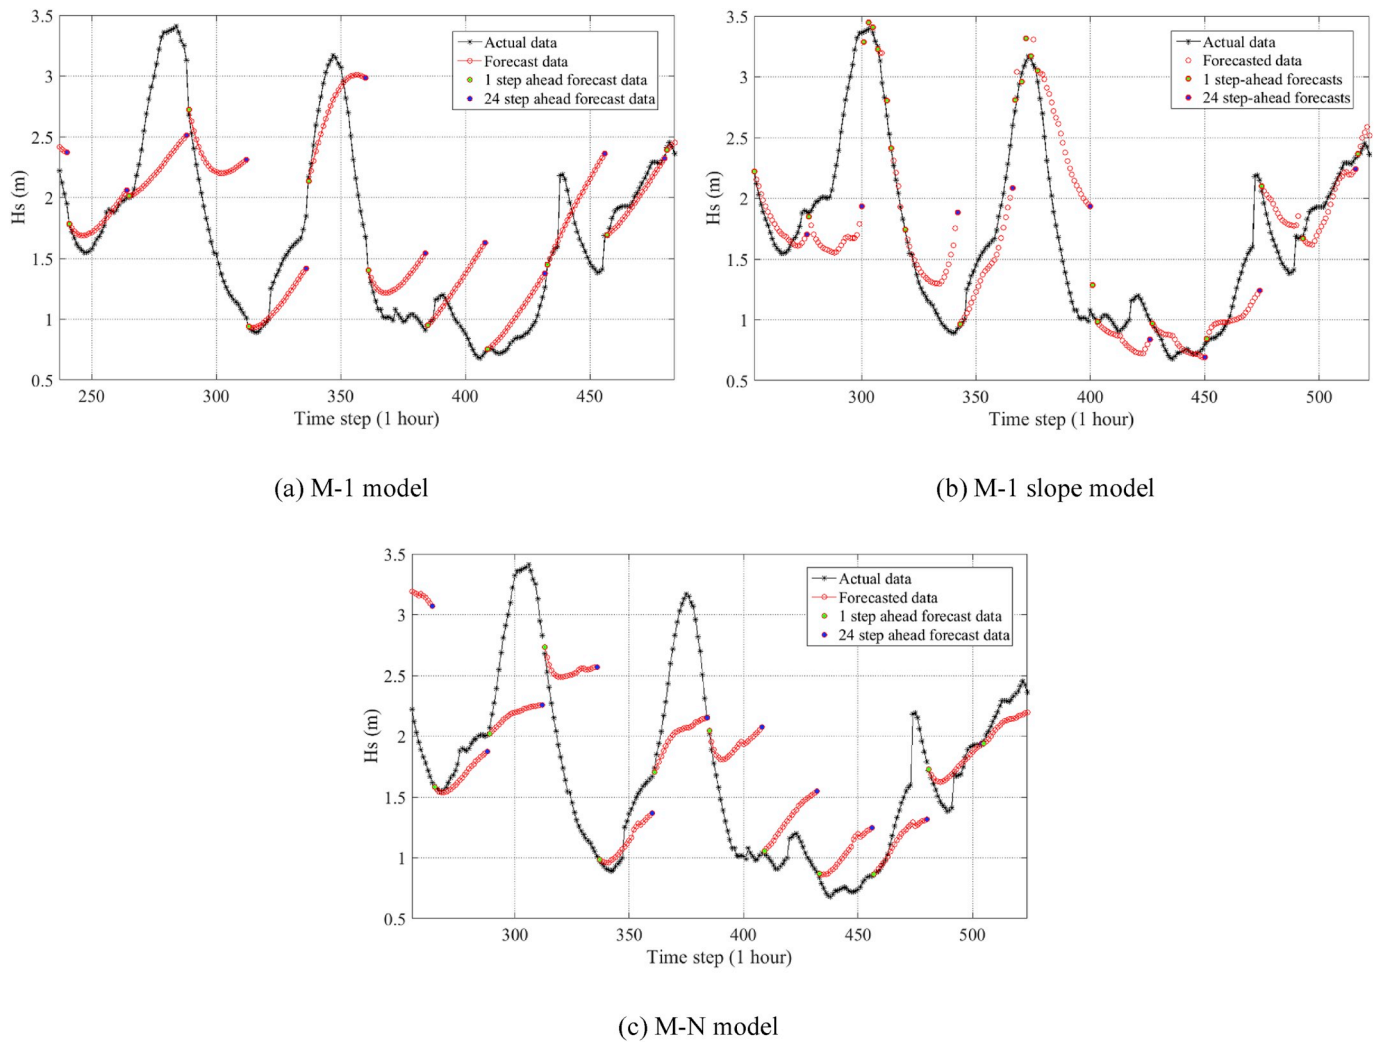 3.5
3
2.5
2
1.5
1
0.5
Hs (m)
250
300
350
400
450
Time step (1 hour)
Actual data
Forecast data
1 step ahead forecast data
24 step ahead forecast data
(a) M-1 model
3.5
3
2.5
2
1.5
1
0.5
Hs (m)
300
350
400
450
500
Time step (1 hour)
Actual data
Forecasted data
1 step-ahead forecasts
24 step-ahead forecasts
(b) M-1 slope model
3.5
3
2.5
2
1.5
1
0.5
Hs (m)
300
350
400
450
500
Time step (1 hour)
Actual data
Forecasted data
1 step ahead forecast data
24 step ahead forecast data
(c) M-N model